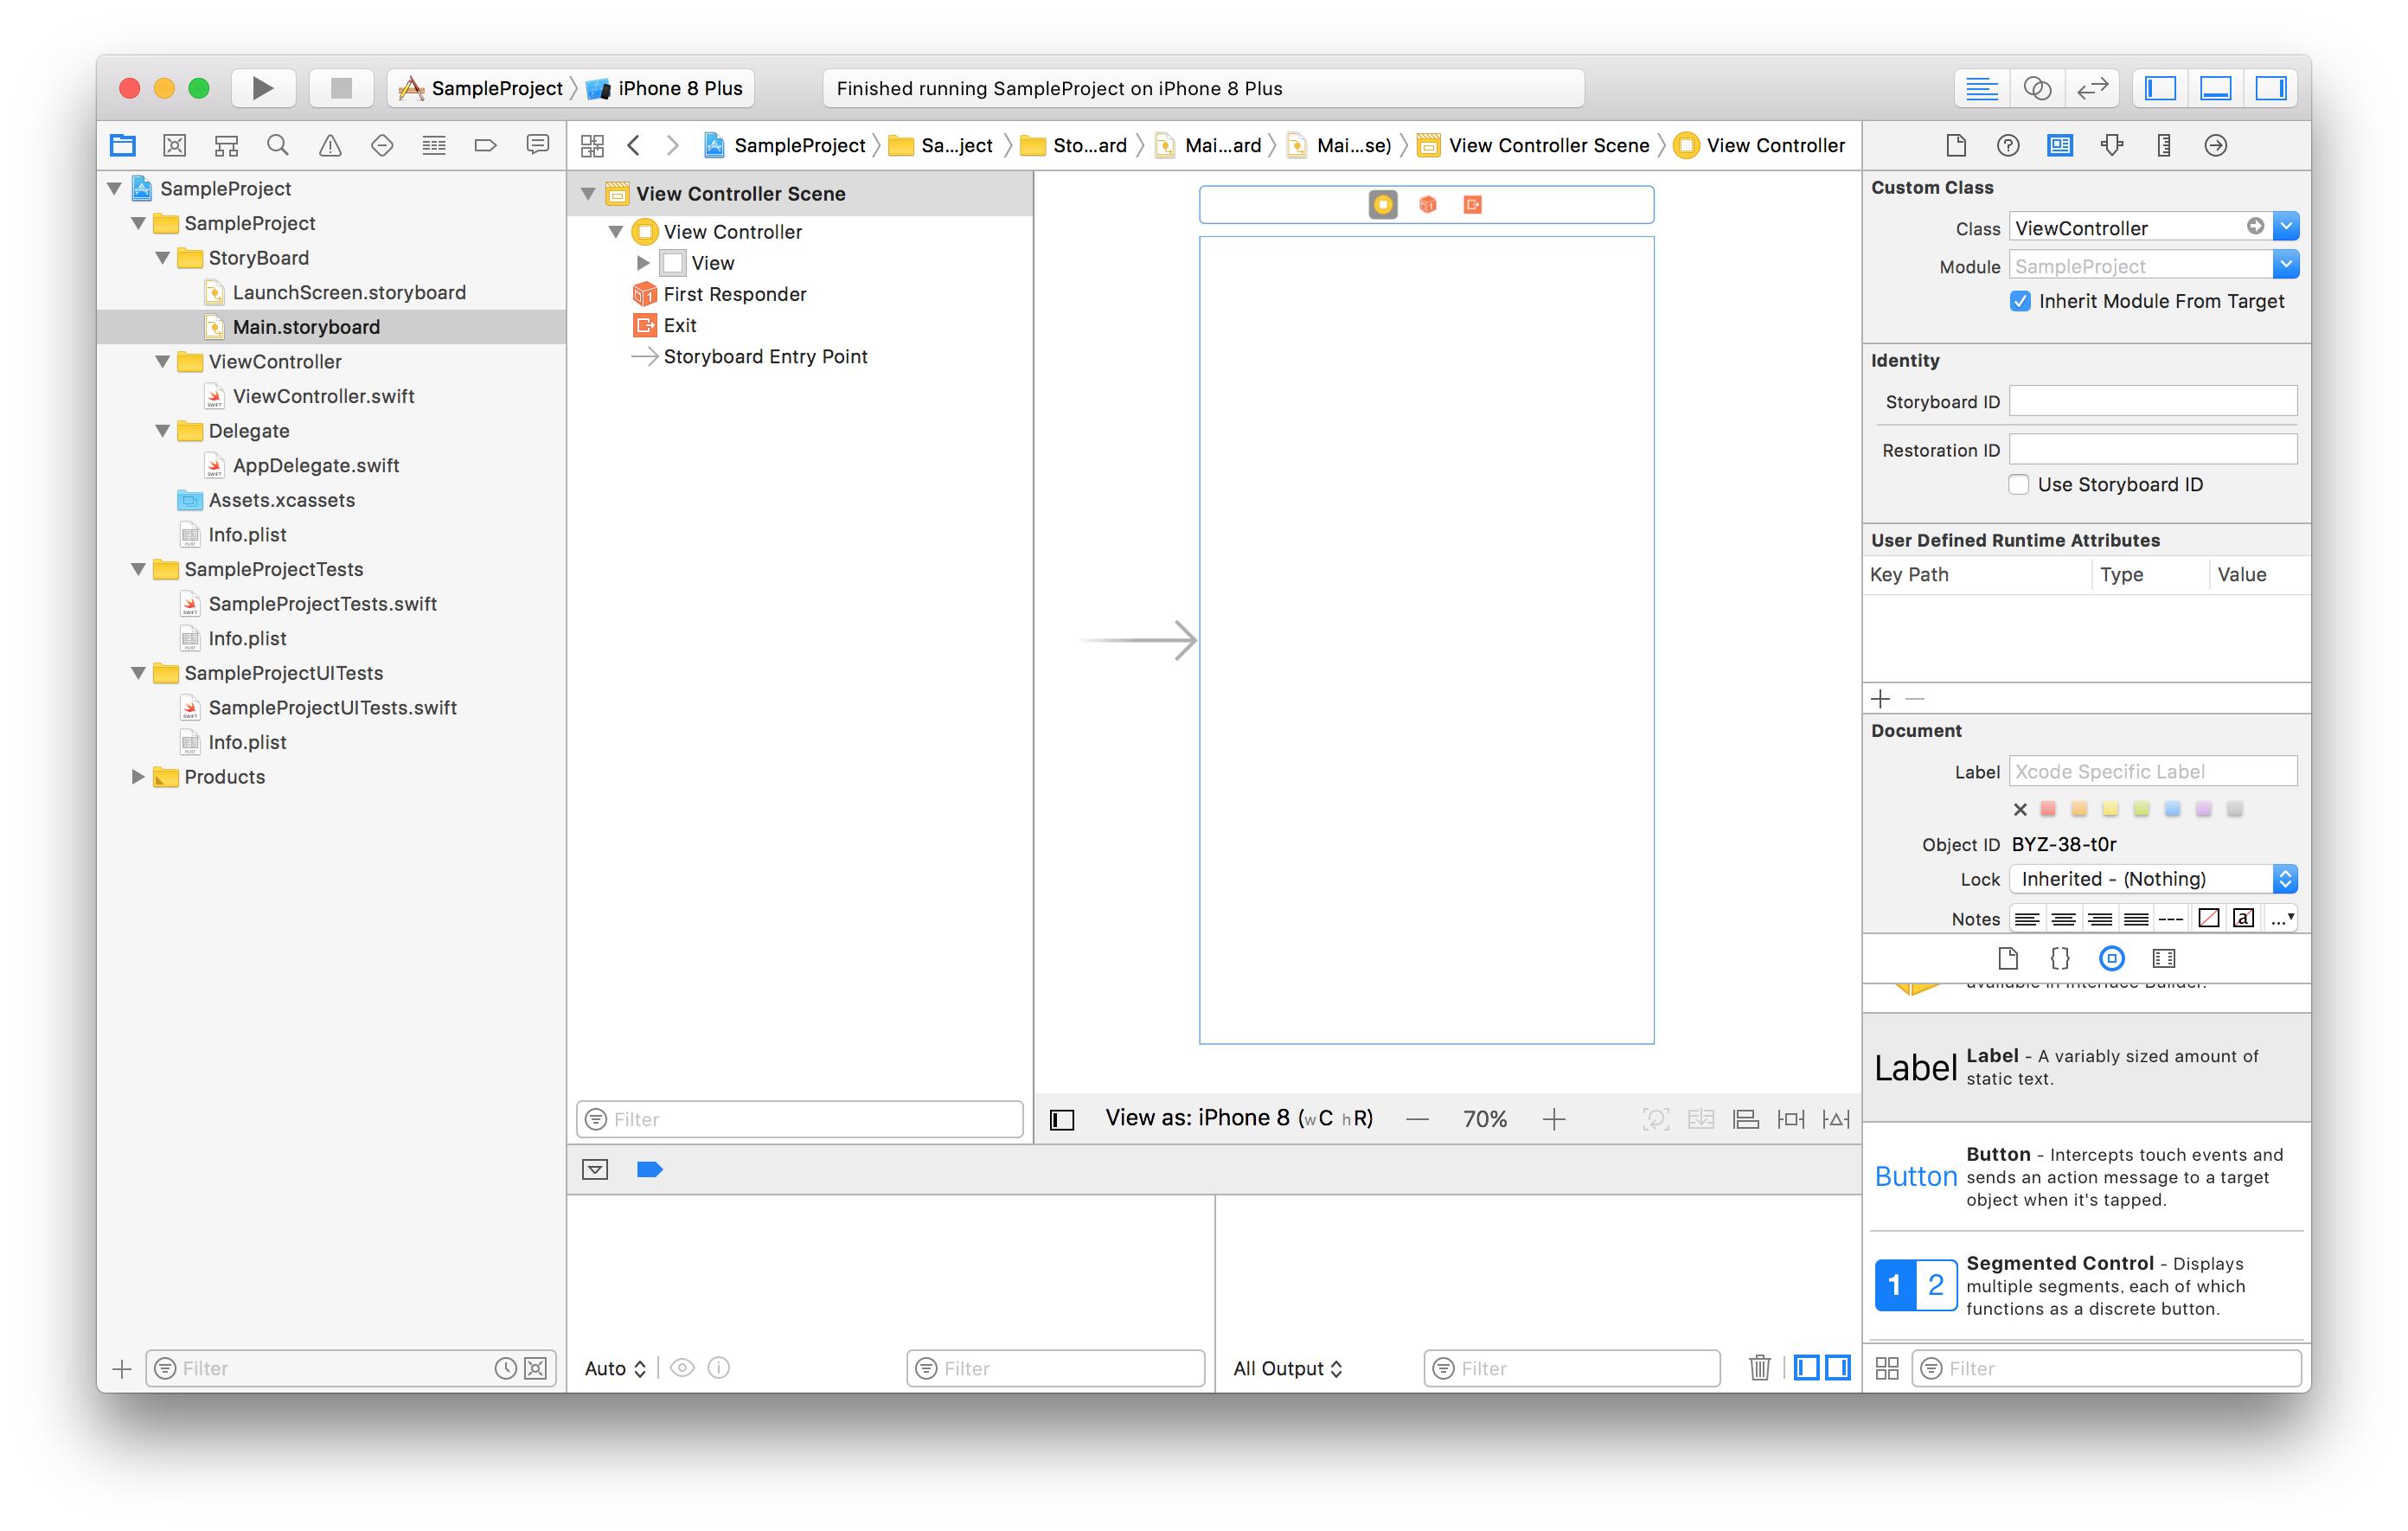 SampleProject
iPhone 8 Plus
Finished running SampleProject on iPhone 8 Plus
SampleProject
Sa...ject
Sto...ard
Mai...ard
Mai...se)
View Controller Scene
View Controller
SampleProject
SampleProject
StoryBoard
LaunchScreen.storyboard
Main.storyboard
ViewController
ViewController.swift
Delegate
AppDelegate.swift
Assets.xcassets
Info.plist
SampleProjectTests
SampleProjectTests.swift
Info.plist
SampleProjectUITests
SampleProjectUITests.swift
Info.plist
Products
Filter
View Controller Scene
View Controller
View
First Responder
Exit
Storyboard Entry Point
Filter
View as: iPhone 8 (wC hR)
70%
Auto
Filter
All Output
Filter
Custom Class
Class ViewController
Module SampleProject
Inherit Module From Target
Identity
Storyboard ID
Restoration ID
Use Storyboard ID
User Defined Runtime Attributes
Key Path Type Value
Document
Label Xcode Specific Label
Object ID BYZ-38-t0r
Lock Inherited - (Nothing)
Notes
available in Interface Builder.
Label
Label - A variably sized amount of
static text.
Button
Button - Intercepts touch events and
sends an action message to a target
object when it's tapped.
1 2
Segmented Control - Displays
multiple segments, each of which
functions as a discrete button.
Filter